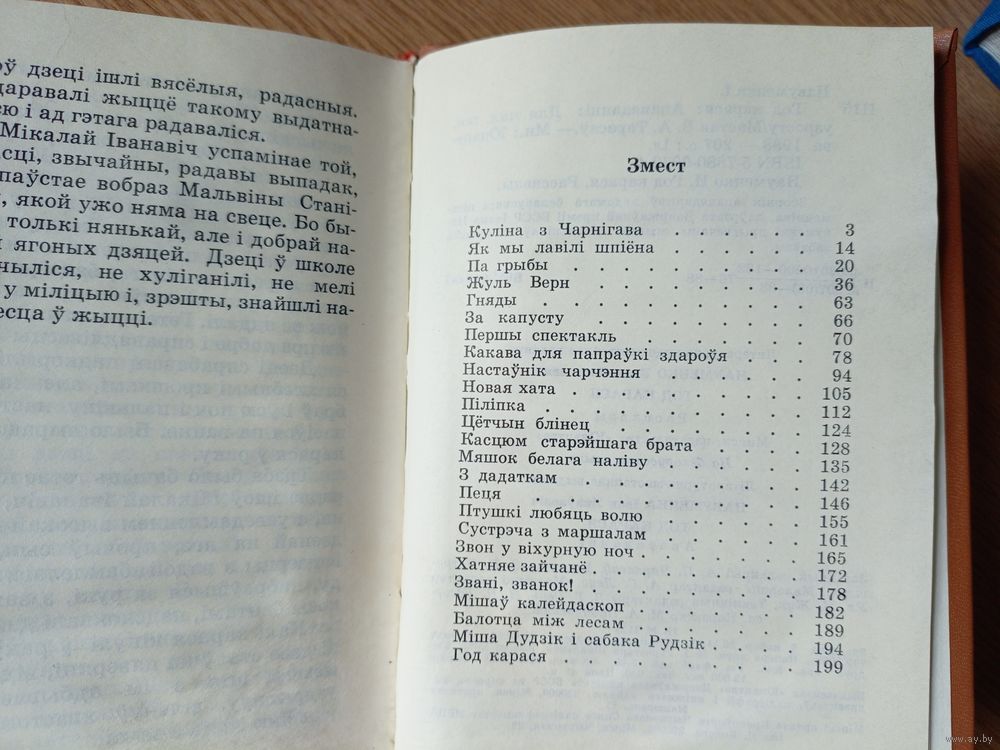 дзеці ішлі вясёлыя, радасныя.
даравалі жыццё такому выдатна-
і ад гэтага радаваліся.
Мікалай Іванавіч успамінае той,
звычайны, радавы выпадак,
паўстае вобраз Мальвіны Стані-
якой ужо няма на свеце. Бо бы-
толькі нянькай, але і добрай на-
ягоных дзяцей. Дзеці ў школе
не хуліганілі, не мелі
у міліцыю і, зрэшты, знайшлі на-
ў жыцці.
Змест
Куліна з Чарнігава . . . . . . 3
Як мы лавілі шпіёна . . . . . . 14
Па грыбы . . . . . . . . . 20
Жуль Верн . . . . . . . . 36
Гняды . . . . . . . . . . 63
За капусту . . . . . . . . 66
Першы спектакль . . . . . . 70
Какава для папраўкі здароўя . . . 78
Настаўнік чарчэння . . . . . . 94
Новая хата . . . . . . . . 105
Піліпка . . . . . . . . . 112
Цётчын блінец . . . . . . . 124
Касцюм старэйшага брата . . . . 128
Мяшок белага наліву . . . . . 135
З дадаткам . . . . . . . . 142
Пеця . . . . . . . . . . 146
Птушкі любяць волю . . . . . 155
Сустрэча з маршалам . . . . . 161
Звон у віхурную ноч . . . . . . 165
Хатняе зайчанё . . . . . . . 172
Звані, званок! . . . . . . . . 178
Мішаў калейдаскоп . . . . . . 182
Балотца між лесам . . . . . . 189
Міша Дудзік і сабака Рудзік . . . . 194
Год карася . . . . . . . . . 199
www.ay.by